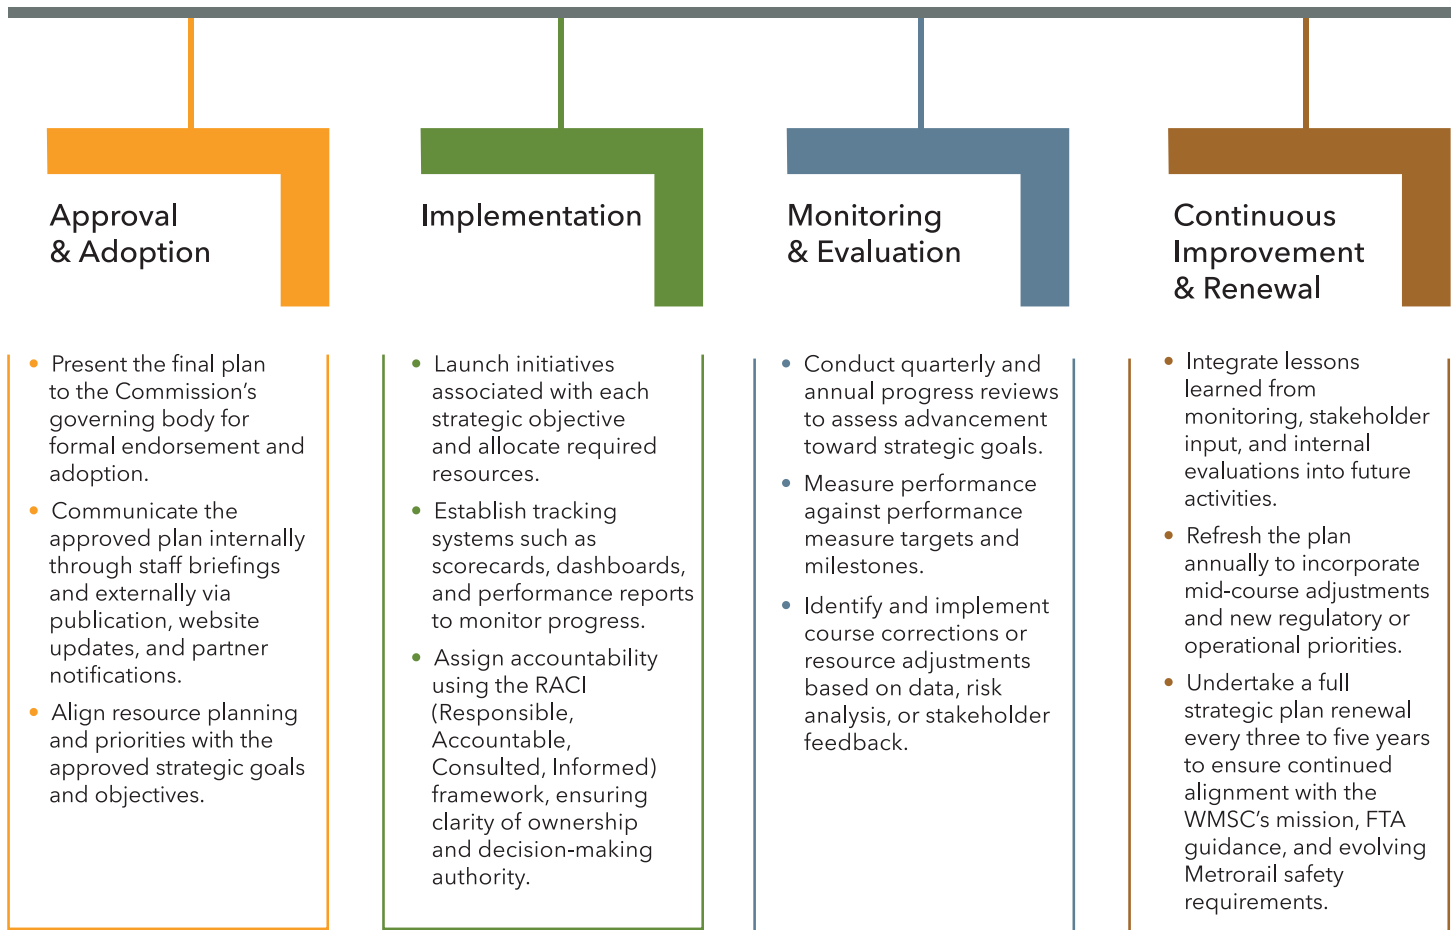 Approval
& Adoption
• Present the final plan
to the Commission’s
governing body for
formal endorsement and
adoption.
• Communicate the
approved plan internally
through staff briefings
and externally via
publication, website
updates, and partner
notifications.
• Align resource planning
and priorities with the
approved strategic goals
and objectives.
Implementation
• Launch initiatives
associated with each
strategic objective
and allocate required
resources.
• Establish tracking
systems such as
scorecards, dashboards,
and performance reports
to monitor progress.
• Assign accountability
using the RACI
(Responsible,
Accountable,
Consulted, Informed)
framework, ensuring
clarity of ownership
and decision-making
authority.
Monitoring
& Evaluation
• Conduct quarterly and
annual progress reviews
to assess advancement
toward strategic goals.
• Measure performance
against performance
measure targets and
milestones.
• Identify and implement
course corrections or
resource adjustments
based on data, risk
analysis, or stakeholder
feedback.
Continuous
Improvement
& Renewal
• Integrate lessons
learned from
monitoring, stakeholder
input, and internal
evaluations into future
activities.
• Refresh the plan
annually to incorporate
mid-course adjustments
and new regulatory or
operational priorities.
• Undertake a full
strategic plan renewal
every three to five years
to ensure continued
alignment with the
WMSC’s mission, FTA
guidance, and evolving
Metrorail safety
requirements.